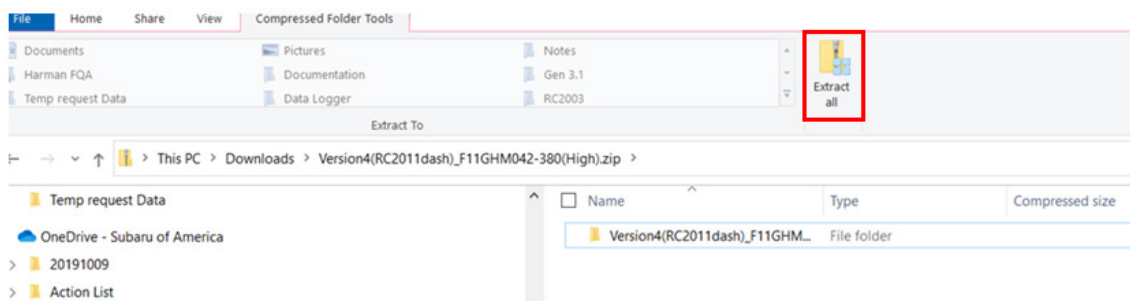 File Home Share View Compressed Folder Tools
Documents Pictures Notes
Harman FQA Documentation Gen 3.1
Temp request Data Data Logger RC2003
Extract
all
Extract To
This PC > Downloads > Version4(RC2011dash)_F11GHM042-380(High).zip >
Temp request Data
Name Type Compressed size
OneDrive - Subaru of America
Version4(RC2011dash)_F11GHM... File folder
20191009
Action List